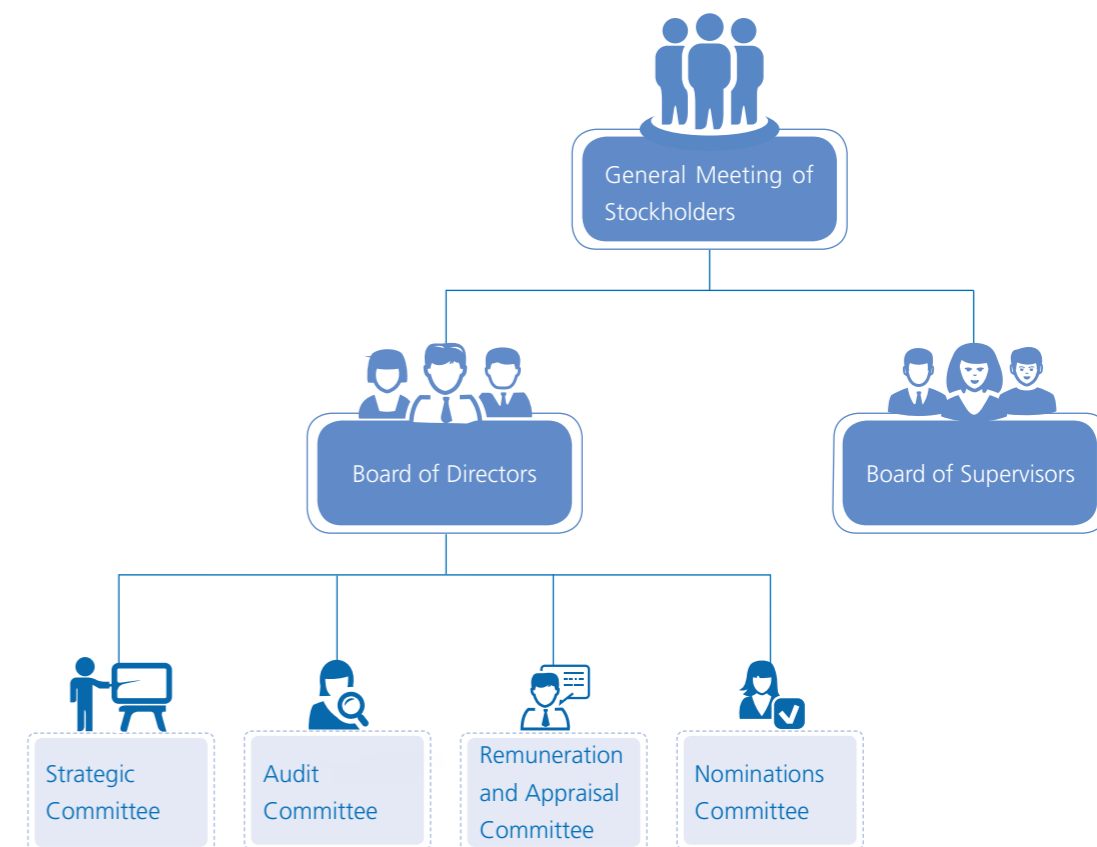 General Meeting of
Stockholders
Board of Directors
Board of Supervisors
Strategic
Committee
Audit
Committee
Remuneration
and Appraisal
Committee
Nominations
Committee